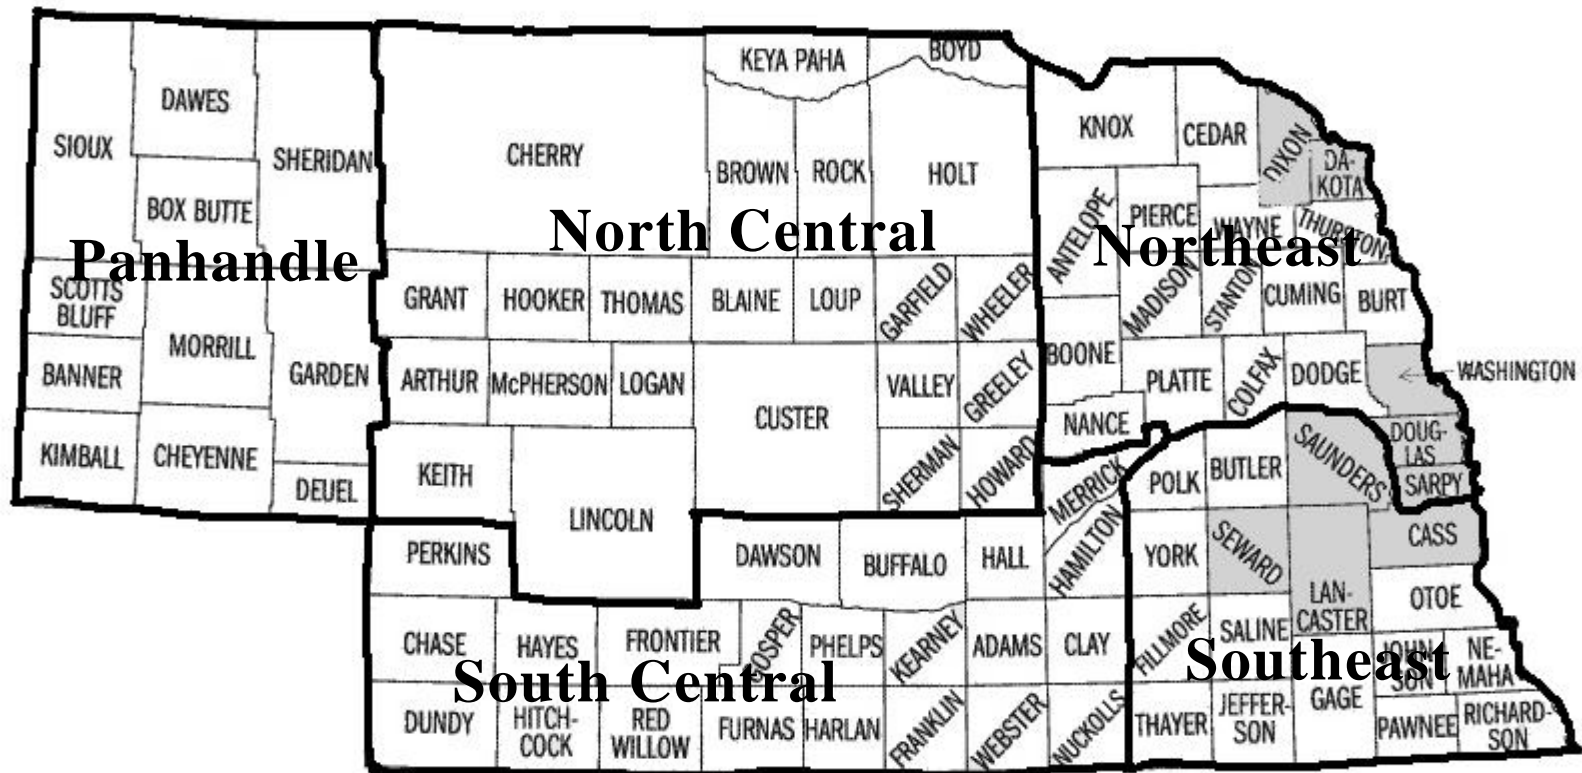 KEYA PAHA
BOYD
DAWES
SIOUX
SHERIDAN
CHERRY
BROWN
ROCK
HOLT
KNOX
CEDAR
DIXON
DA-
KOTA
BOX BUTTE
ANTELOPE
PIERCE
WAYNE
THURSTON
Panhandle
North Central
Northeast
SCOTTS
BLUFF
MORRILL
GARDEN
GRANT
HOOKER
THOMAS
BLAINE
LOUP
GARFIELD
WHEELER
MADISON
STANTON
CUMING
BURT
BANNER
ARTHUR
McPHERSON
LOGAN
CUSTER
VALLEY
GREELEY
BOONE
PLATTE
COLFAX
DODGE
WASHINGTON
KIMBALL
CHEYENNE
DEUEL
KEITH
LINCOLN
SHERMAN
HOWARD
NANCE
MERRICK
POLK
BUTLER
SAUNDERS
DOUG-
LAS
SARPY
PERKINS
DAWSON
BUFFALO
HALL
HAMILTON
YORK
SEWARD
LAN-
CASTER
CASS
OTOE
CHASE
HAYES
FRONTIER
GOSPER
PHELPS
KEARNEY
ADAMS
CLAY
FILLMORE
SALINE
JOHN-
SON
NE-
MAHA
South Central
Southeast
DUNDY
HITCH-
COCK
RED
WILLOW
FURNAS
HARLAN
FRANKLIN
WEBSTER
NUCKOLLS
THAYER
JEFFER-
SON
GAGE
PAWNEE
RICHARD-
SON